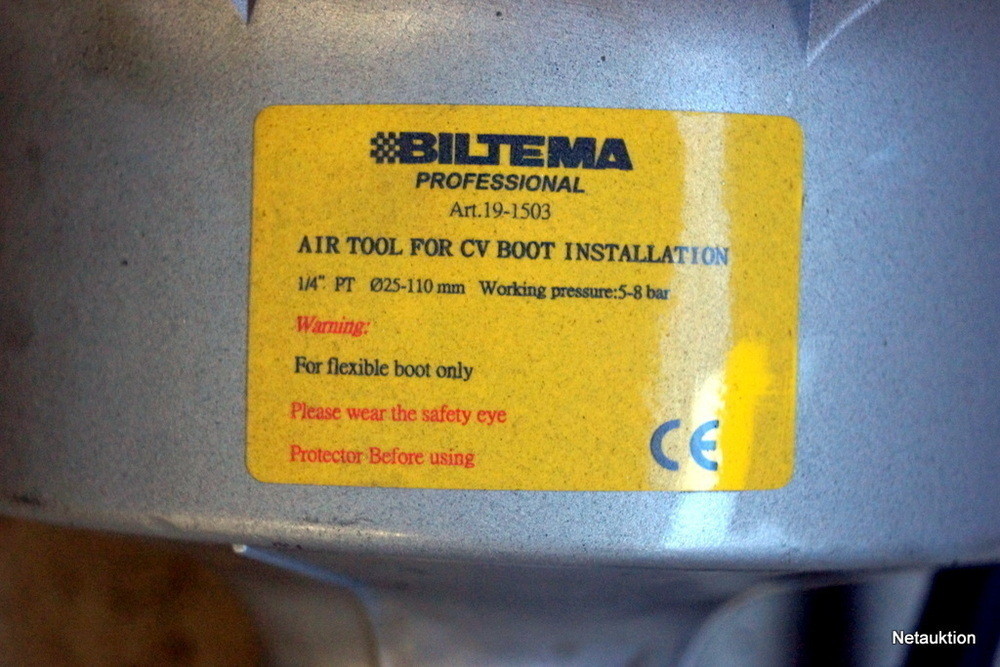 BILTEMA
PROFESSIONAL
Art.19-1503
AIR TOOL FOR CV BOOT INSTALLATION
1/4" PT Ø25-110 mm Working pressure:5-8 bar
Warning:
For flexible boot only
Please wear the safety eye
Protector Before using
CE
Netauktion